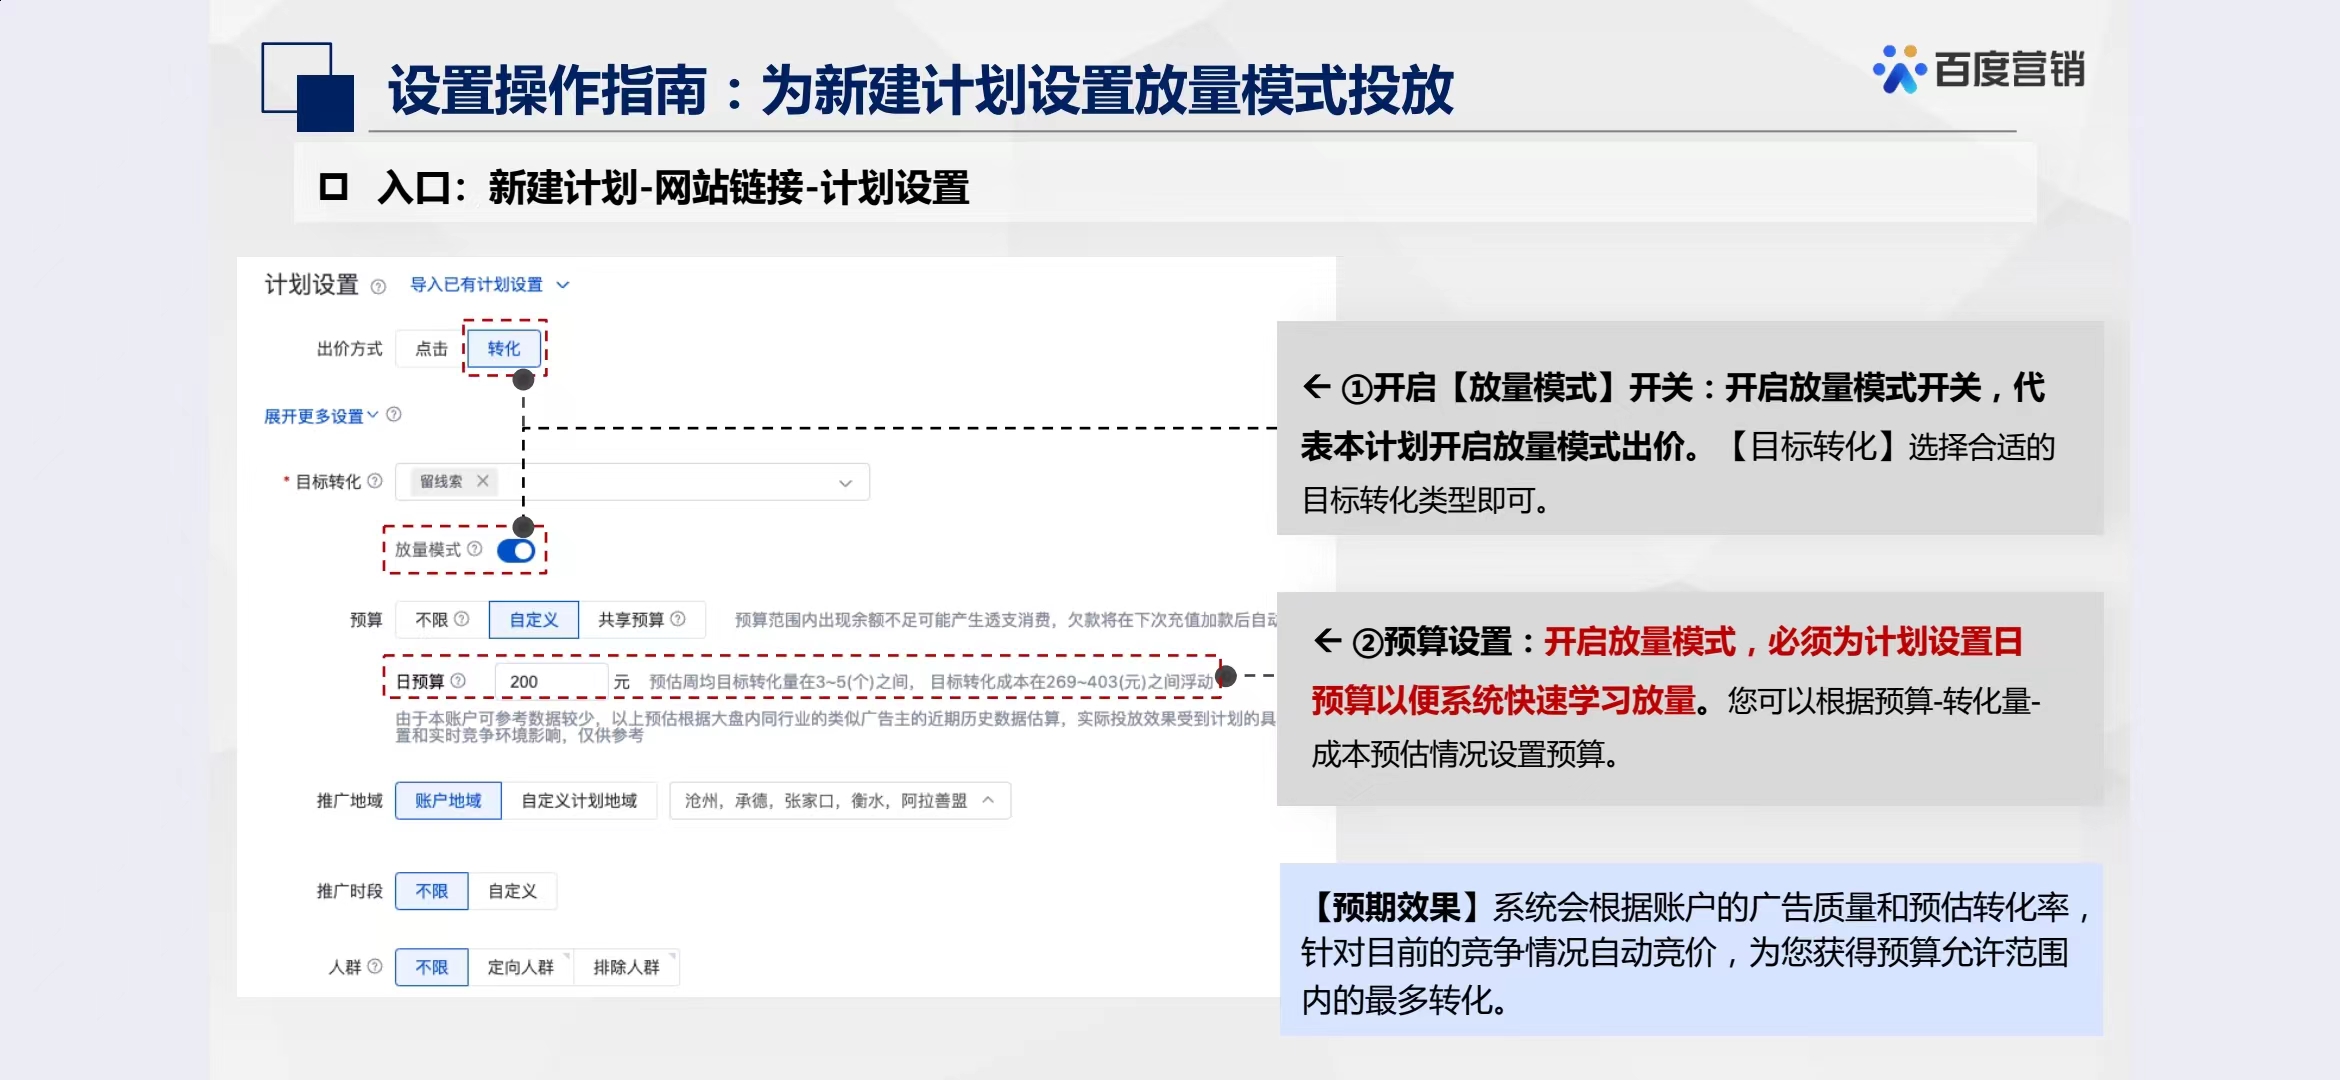 设置操作指南：为新建计划设置放量模式投放
百度营销
入口：新建计划-网站链接-计划设置
计划设置 导入已有计划设置
出价方式 点击 转化
展开更多设置
* 目标转化 留线索
放量模式
预算 不限 自定义 共享预算 预算范围内出现余额不足可能产生透支消费，欠款将在下次充值加款后自动
日预算 200 元 预估周均目标转化量在3~5(个)之间，目标转化成本在269~403(元)之间浮动
由于本账户可参考数据较少，以上预估根据大盘内同行业的类似广告主的近期历史数据估算，实际投放效果受到计划的具
置和实时竞争环境影响，仅供参考
推广地域 账户地域 自定义计划地域 沧州，承德，张家口，衡水，阿拉善盟
推广时段 不限 自定义
人群 不限 定向人群 排除人群
←①开启【放量模式】开关：开启放量模式开关，代
表本计划开启放量模式出价。【目标转化】选择合适的
目标转化类型即可。
←②预算设置：开启放量模式，必须为计划设置日
预算以便系统快速学习放量。您可以根据预算-转化量-
成本预估情况设置预算。
【预期效果】系统会根据账户的广告质量和预估转化率，
针对目前的竞争情况自动竞价，为您获得预算允许范围
内的最多转化。